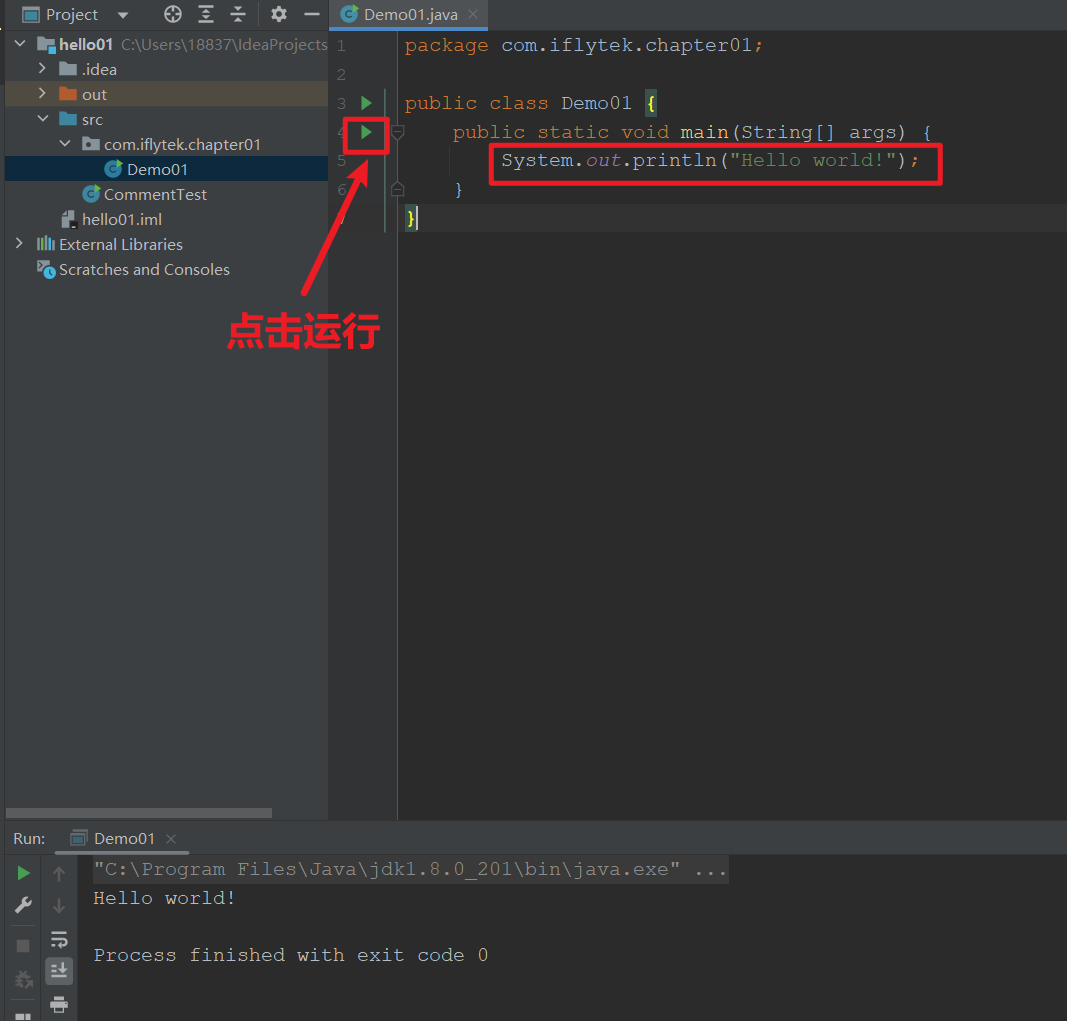 Project
Demo01.java
hello01 C:\Users\18837\IdeaProjects
.idea
out
src
com.iflytek.chapter01
Demo01
CommentTest
hello01.iml
External Libraries
Scratches and Consoles
点击运行
1 package com.iflytek.chapter01;
2
3 public class Demo01 {
4 public static void main(String[] args) {
5 System.out.println("Hello world!");
6 }
}
Run: Demo01
"C:\Program Files\Java\jdk1.8.0_201\bin\java.exe" ...
Hello world!
Process finished with exit code 0